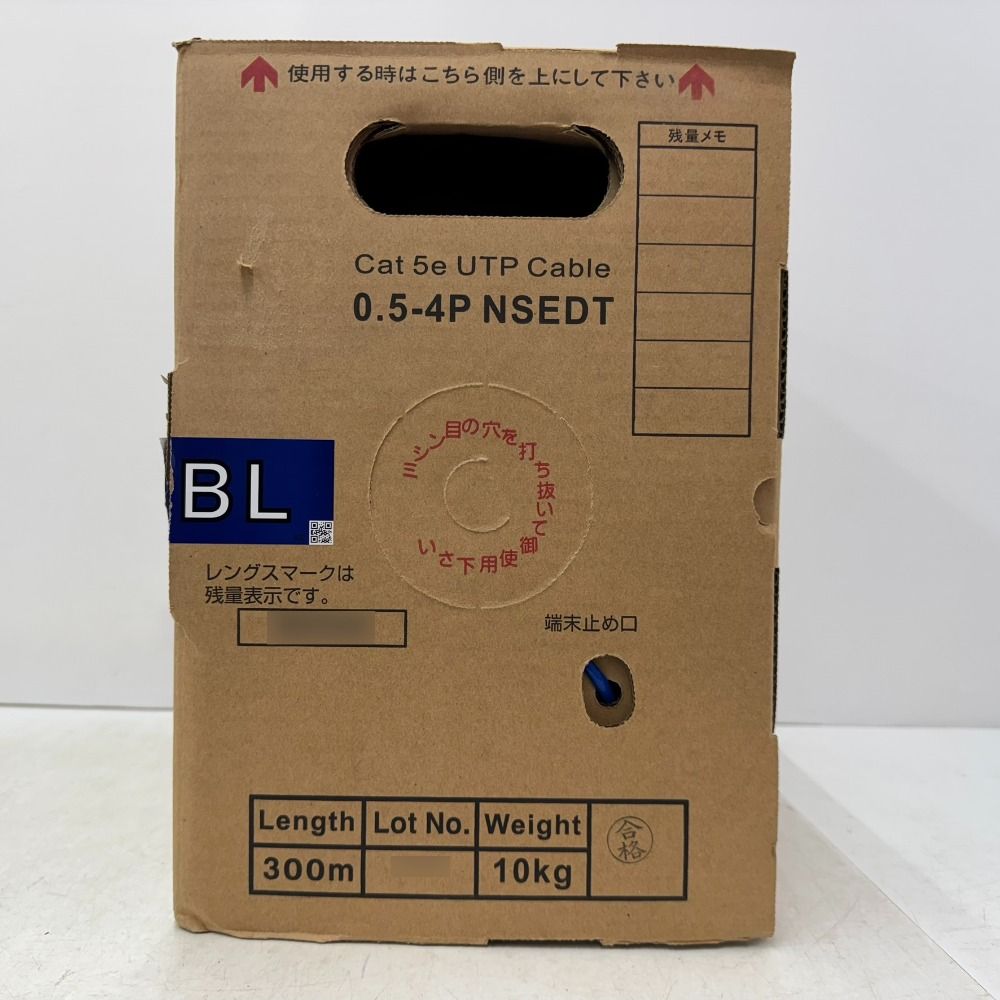 使用する時はこちら側を上にして下さい
残量メモ
Cat 5e UTP Cable
0.5-4P NSEDT
ミシン目の穴を打ち抜いて御使用下さい
BL
レングスマークは
残量表示です。
端末止め口
Length Lot No. Weight
300m 10kg
合格